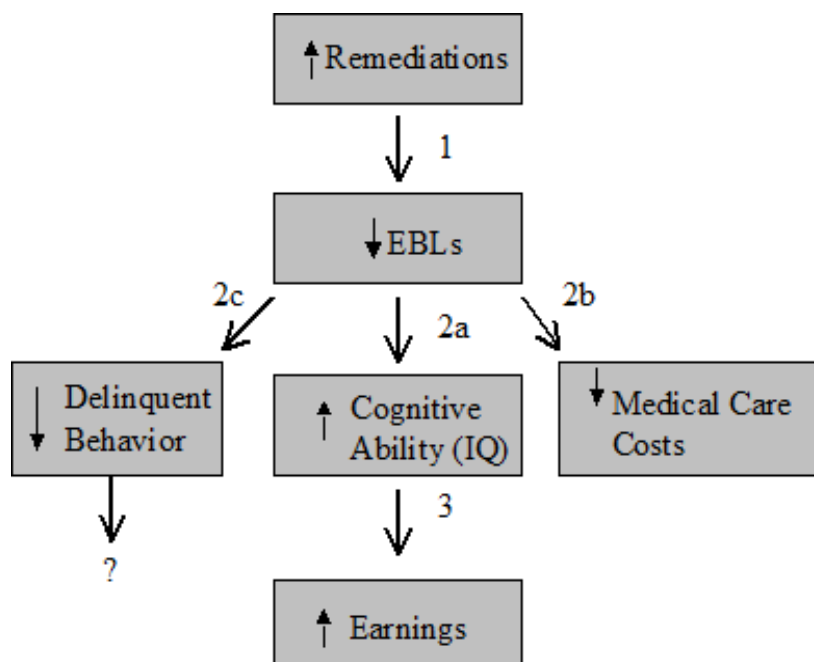 Remediations
1
EBLs
2c
2a
2b
Delinquent
Behavior
Cognitive
Ability (IQ)
Medical Care
Costs
3
?
Earnings